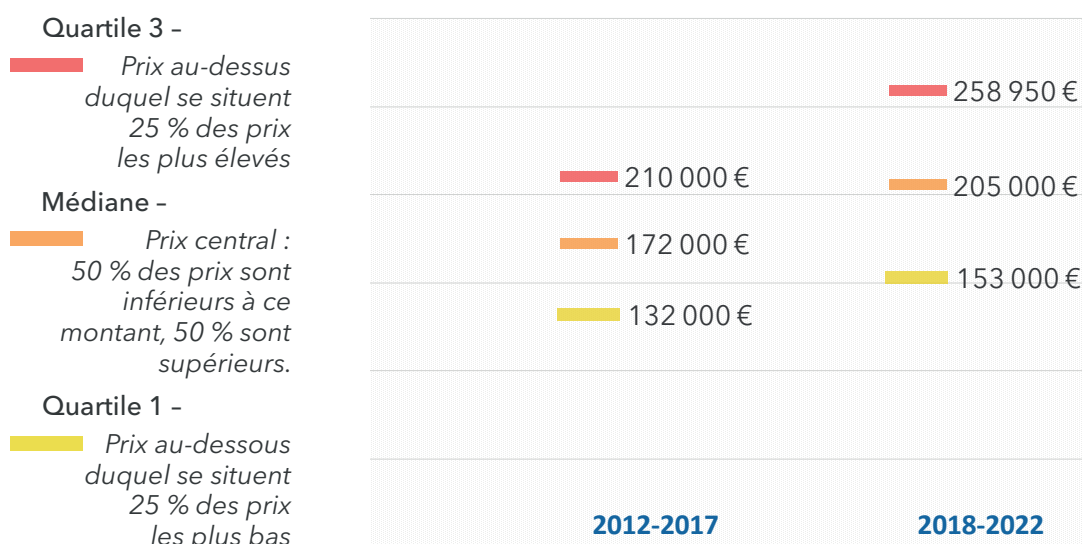 Quartile 3 –
Prix au-dessus
duquel se situent
25 % des prix
les plus élevés
Médiane –
Prix central :
50 % des prix sont
inférieurs à ce
montant, 50 % sont
supérieurs.
Quartile 1 –
Prix au-dessous
duquel se situent
25 % des prix
les plus bas
210 000 €
172 000 €
132 000 €
258 950 €
205 000 €
153 000 €
2012-2017
2018-2022